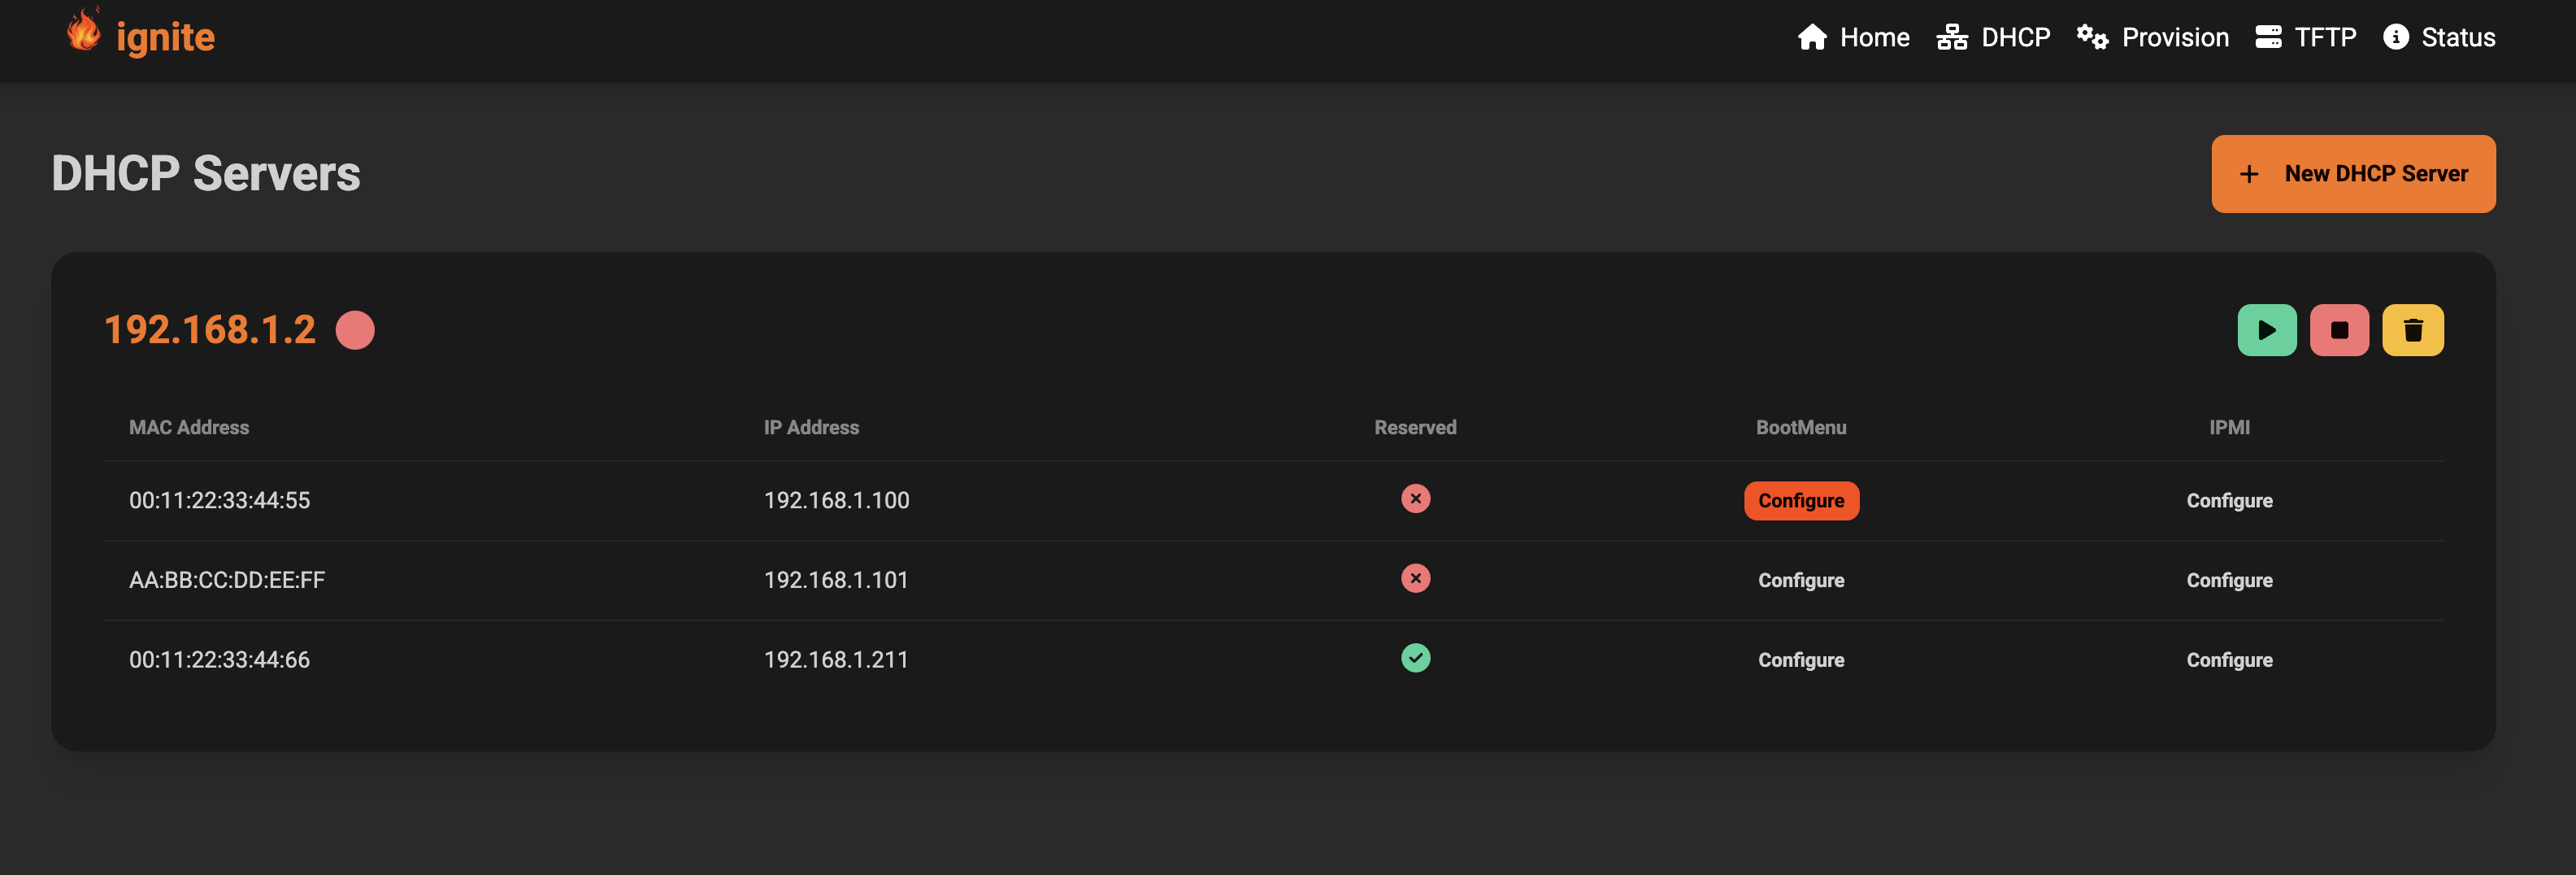 ignite Home DHCP Provision TFTP Status
DHCP Servers + New DHCP Server
192.168.1.2
MAC Address IP Address Reserved BootMenu IPMI
00:11:22:33:44:55 192.168.1.100 Configure Configure
AA:BB:CC:DD:EE:FF 192.168.1.101 Configure Configure
00:11:22:33:44:66 192.168.1.211 Configure Configure